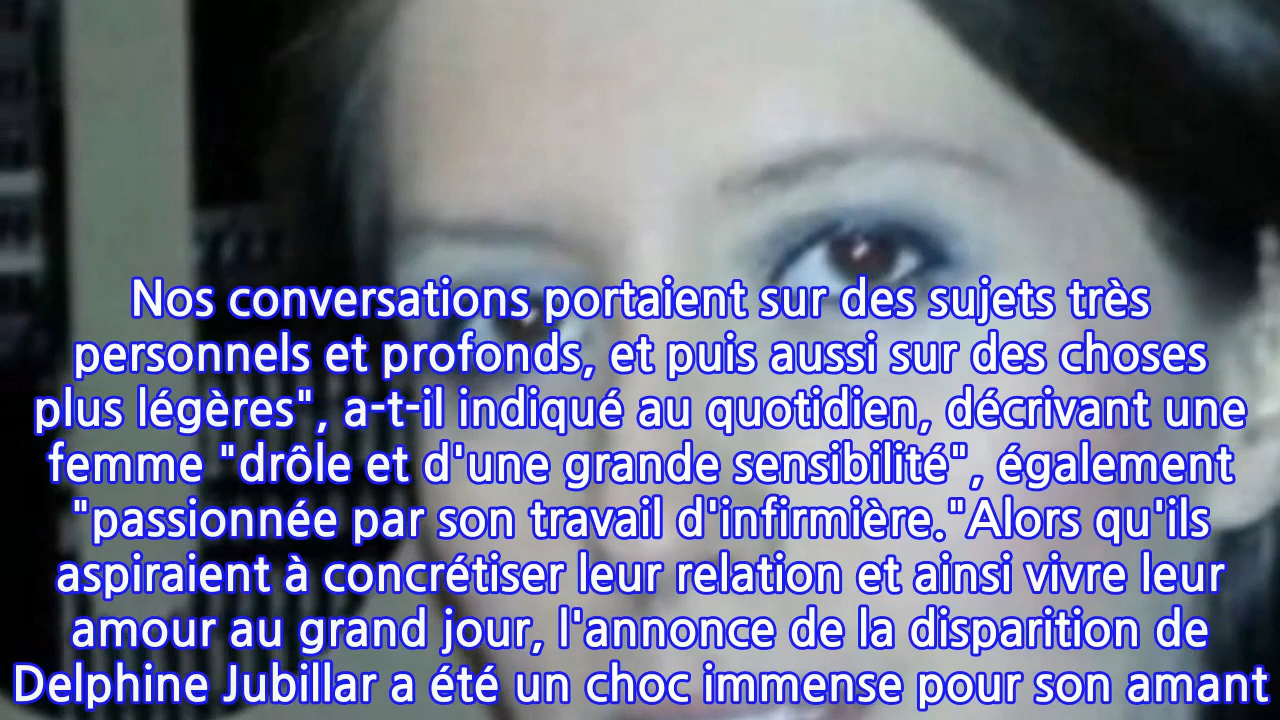 Nos conversations portaient sur des sujets très
personnels et profonds, et puis aussi sur des choses
plus légères", a-t-il indiqué au quotidien, décrivant une
femme "drôle et d'une grande sensibilité", également
"passionnée par son travail d'infirmière."Alors qu'ils
aspiraient à concrétiser leur relation et ainsi vivre leur
amour au grand jour, l'annonce de la disparition de
Delphine Jubillar a été un choc immense pour son amant